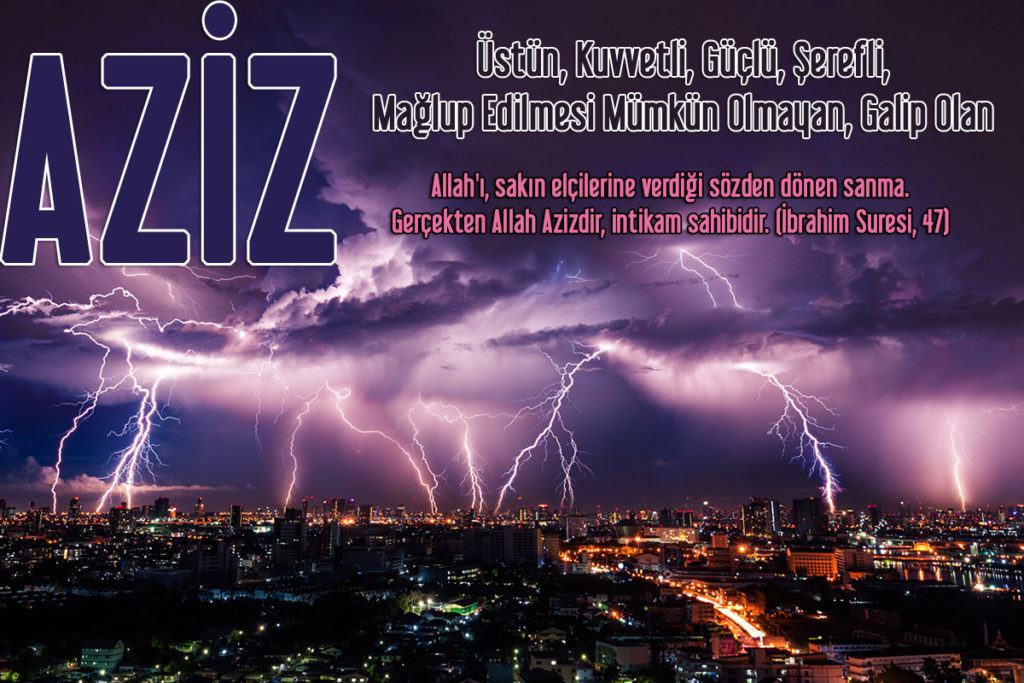 AZİZ
Üstün, Kuvvetli, Güçlü, Şerefli,
Mağlup Edilmesi Mümkün Olmayan, Galip Olan
Allah'ı, sakın elçilerine verdiği sözden dönen sanma.
Gerçekten Allah Azizdir, intikam sahibidir. (İbrahim Suresi, 47)